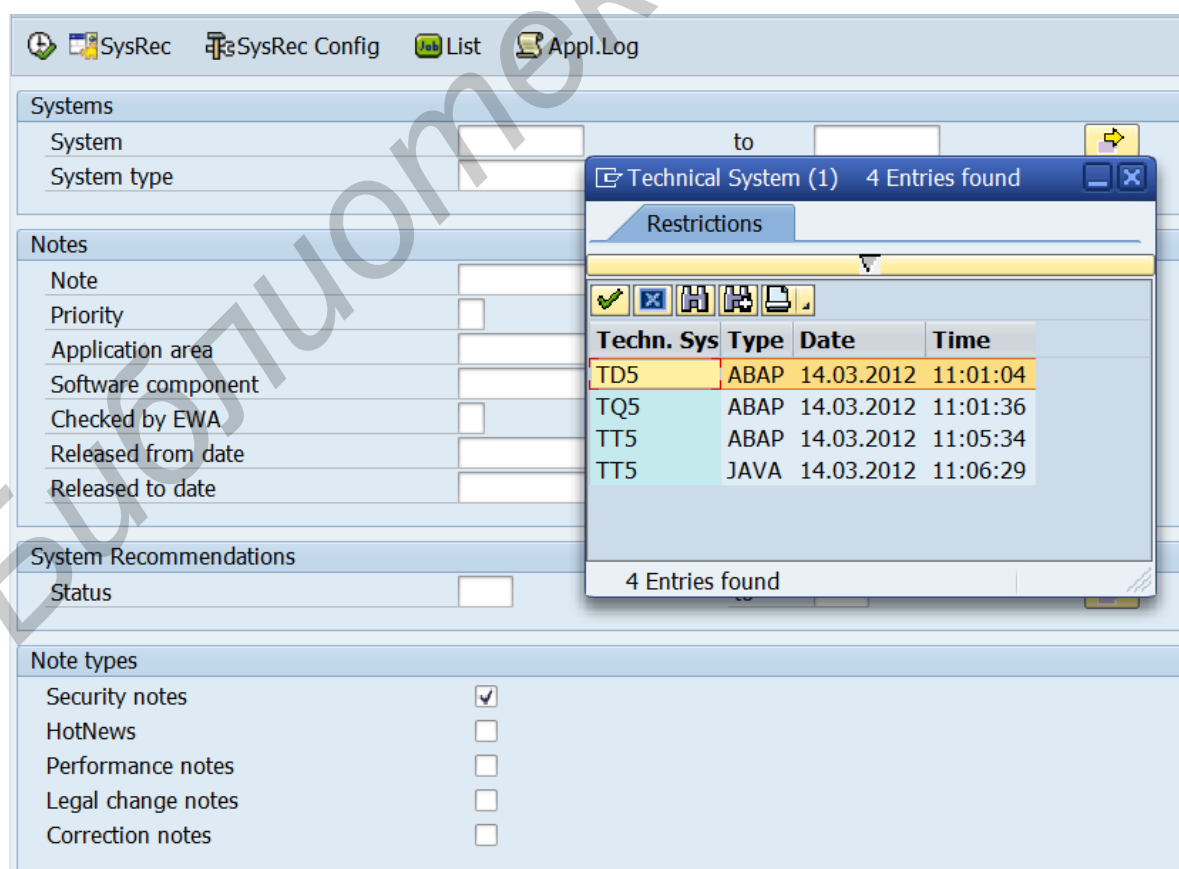 SysRec SysRec Config Job List Appl.Log
Systems
System to
System type
Technical System (1) 4 Entries found
Restrictions
Techn. Sys Type Date Time
TD5 ABAP 14.03.2012 11:01:04
TQ5 ABAP 14.03.2012 11:01:36
TT5 ABAP 14.03.2012 11:05:34
TT5 JAVA 14.03.2012 11:06:29
4 Entries found
Notes
Note
Priority
Application area
Software component
Checked by EWA
Released from date
Released to date
System Recommendations
Status
Note types
Security notes
HotNews
Performance notes
Legal change notes
Correction notes